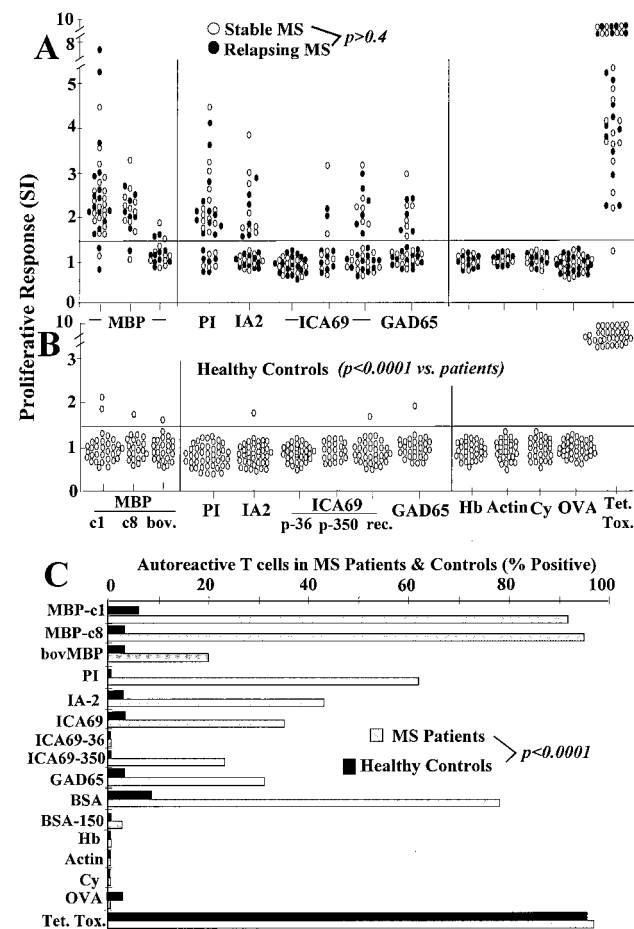 A
○ Stable MS
● Relapsing MS
p>0.4
Proliferative Response (SI)
10
8
6
5
4
3
2
1
0
MBP
PI
IA2
ICA69
GAD65
B
Healthy Controls (p<0.0001 vs. patients)
10
5
3
2
1
0
MBP
c1 c8 bov.
PI
IA2
ICA69
p-36 p-350 rec.
GAD65
Hb Actin Cy OVA
Tet.
Tox.
C
Autoreactive T cells in MS Patients & Controls (% Positive)
0 20 40 60 80 100
MBP-c1
MBP-c8
bovMBP
PI
IA-2
ICA69
ICA69-36
ICA69-350
GAD65
BSA
BSA-150
Hb
Actin
Cy
OVA
Tet. Tox.
MS Patients
Healthy Controls
p<0.0001